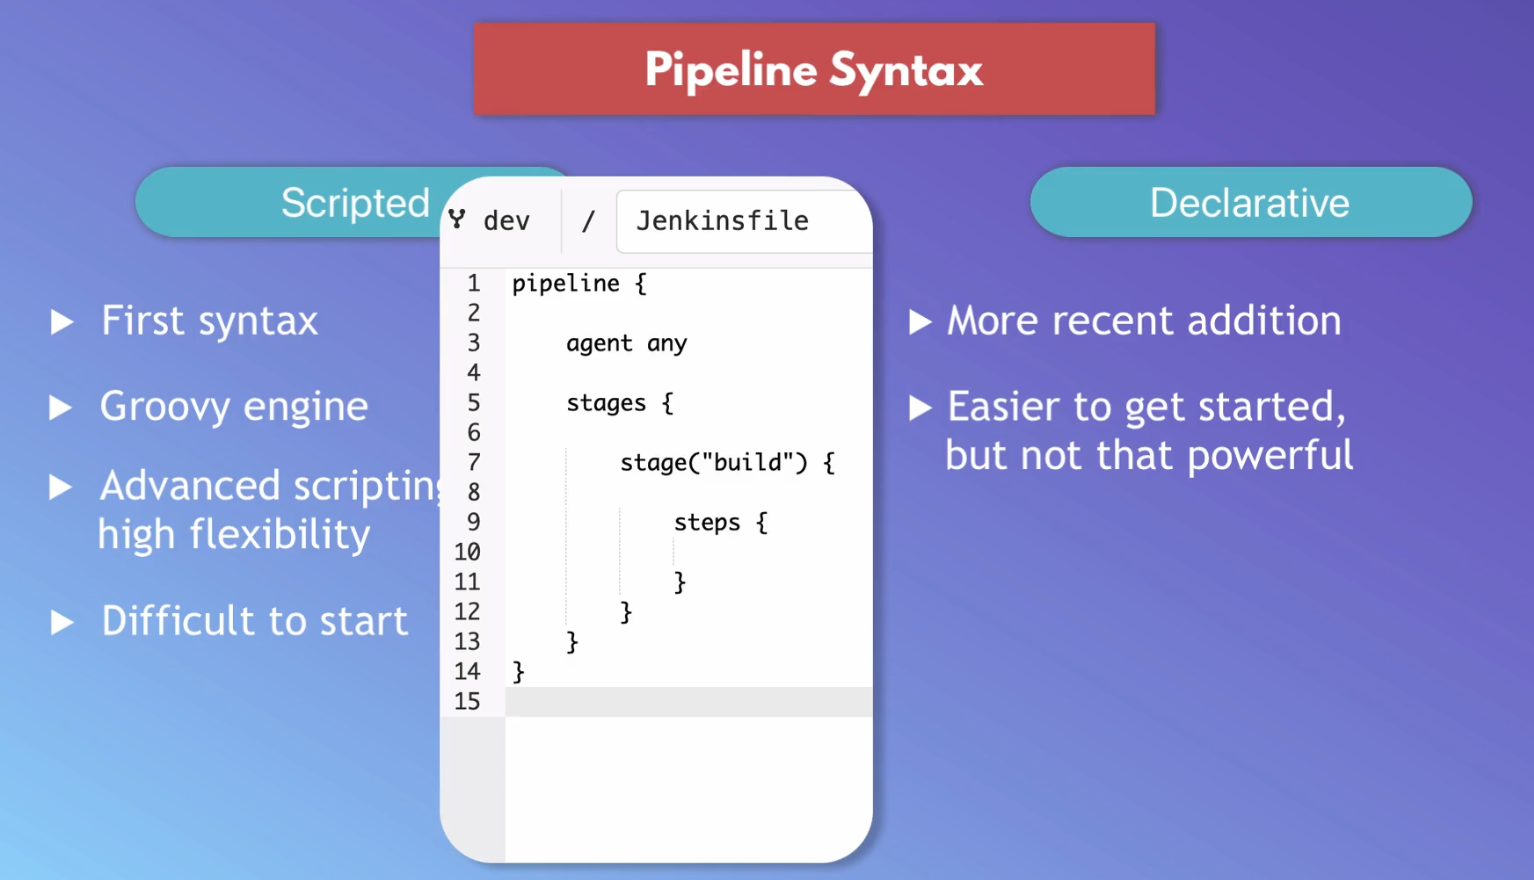 Pipeline Syntax
Scripted
First syntax
Groovy engine
Advanced scripting
high flexibility
Difficult to start
dev / Jenkinsfile
1 pipeline {
2
3 agent any
4
5 stages {
6
7 stage("build") {
8
9 steps {
10
11 }
12 }
13 }
14 }
15
Declarative
More recent addition
Easier to get started,
but not that powerful